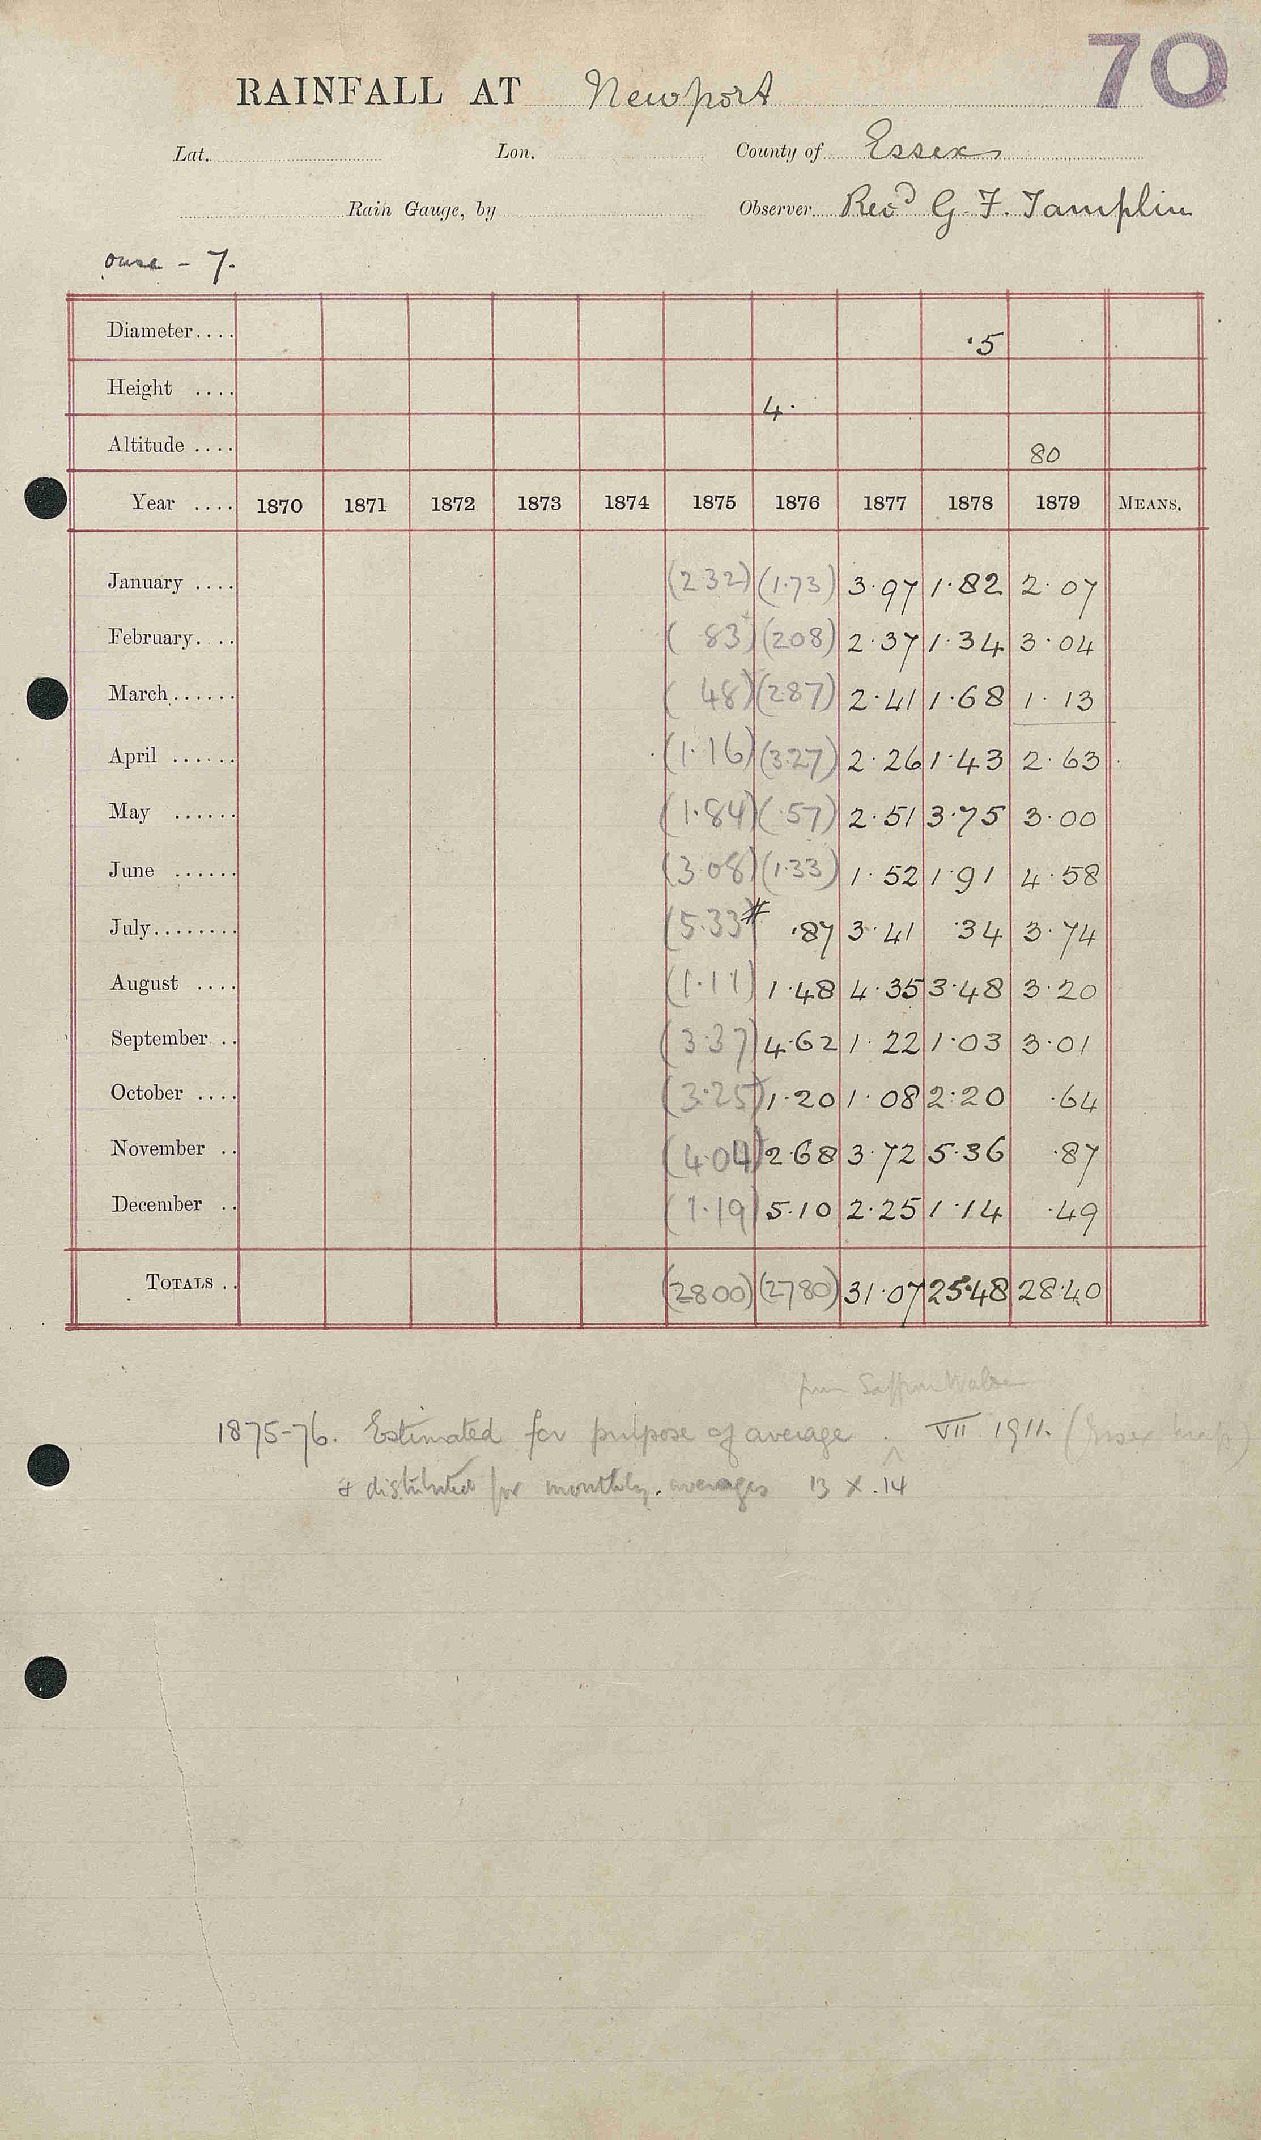 70
RAINFALL AT Newport
Lat. Lon. County of Essex
Rain Gauge, by Observer Revd G. F. Tamplin
ouse - 7.
Diameter.... ·5
Height .... 4·
Altitude .... 80
Year .... 1870 1871 1872 1873 1874 1875 1876 1877 1878 1879 MEANS.
January .... (2 32) (1·73) 3·97 1·82 2·07
February. .. ( 83) (2 08) 2·37 1·34 3·04
March...... ( 48) (2 87) 2·41 1·68 1·13
April ...... (1·16) (3·27) 2·26 1·43 2·63
May ...... (1·84) (·57) 2·51 3·75 3·00
June ...... (3·08) (1·33) 1·52 1·91 4·58
July........ (5·33# ·87 3·41 ·34 3·74
August .... (1·11) 1·48 4·35 3·48 3·20
September .. (3·37) 4·62 1·22 1·03 3·01
October .... (3·25) 1·20 1·08 2·20 ·64
November .. (4·04) 2·68 3·72 5·36 ·87
December .. (1·19) 5·10 2·25 1·14 ·49
TOTALS .. (28 00) (27 80) 31·07 25·48 28·40
from Saffron Walden
1875-76. Estimated for purpose of average . VII 1911. (Essex map)
& distributed for monthly averages 13 X .14